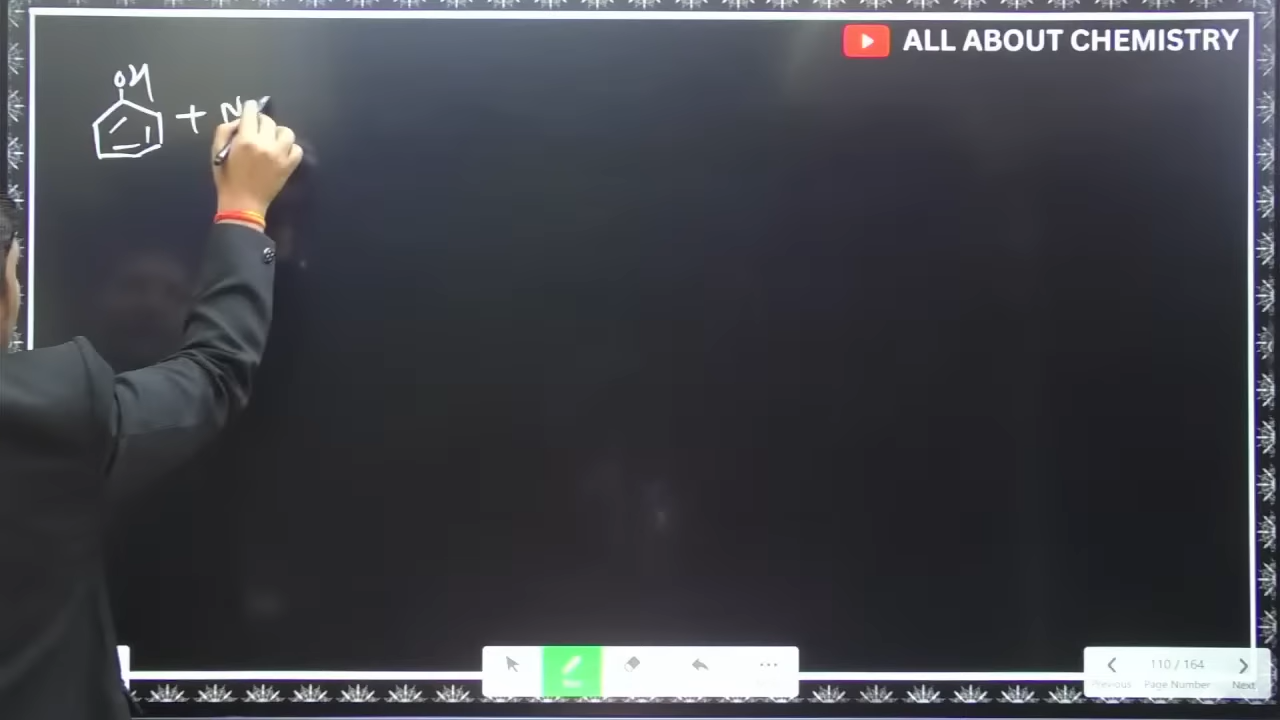 ALL ABOUT CHEMISTRY
OH
+ N
110 / 164
Previous Page Number Next